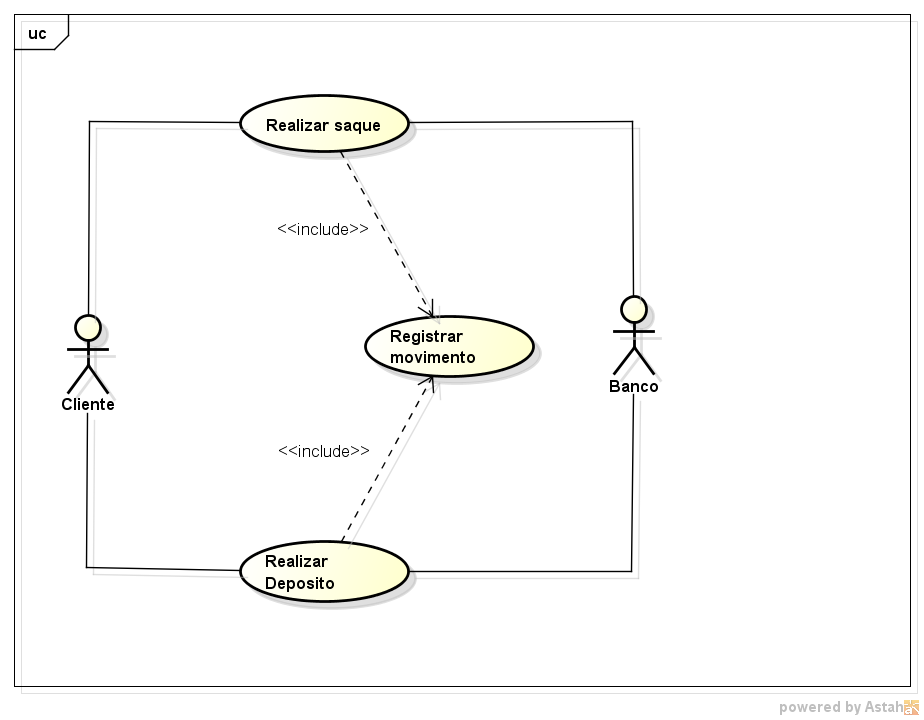 uc
Realizar saque
<<include>>
Registrar
movimento
Cliente
Banco
<<include>>
Realizar
Deposito
powered by Astah